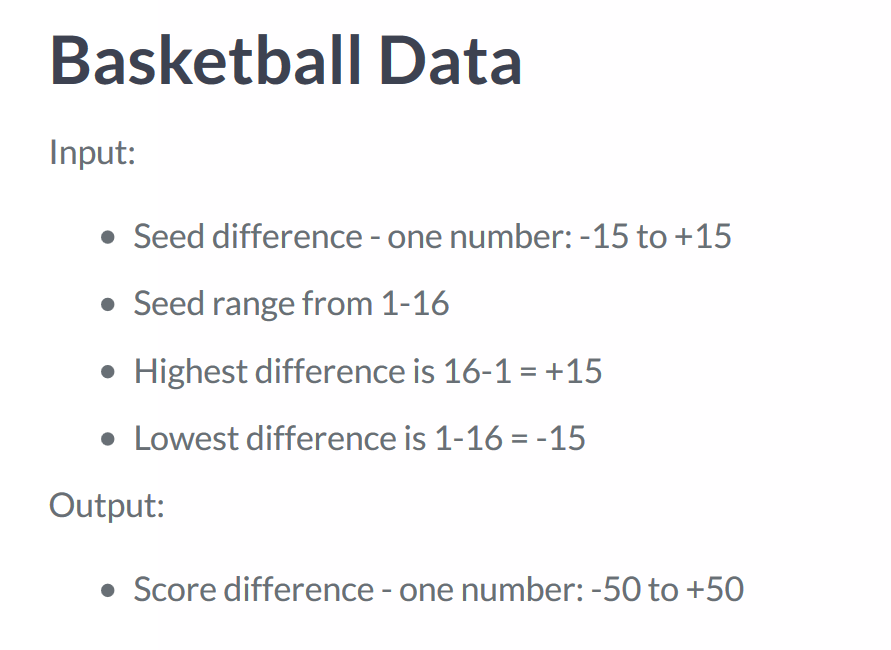 Basketball Data
Input:
• Seed difference - one number: -15 to +15
• Seed range from 1-16
• Highest difference is 16-1 = +15
• Lowest difference is 1-16 = -15
Output:
• Score difference - one number: -50 to +50